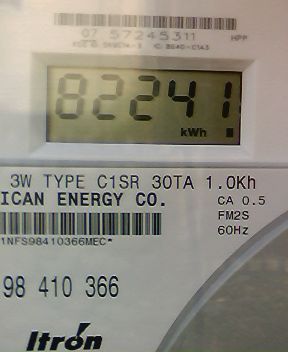 07 57245311 HPP
82241
kWh
3W TYPE C1SR 30TA 1.0Kh
ICAN ENERGY CO.
CA 0.5
FM2S
60Hz
1NFS98410366MEC*
98 410 366
Itron